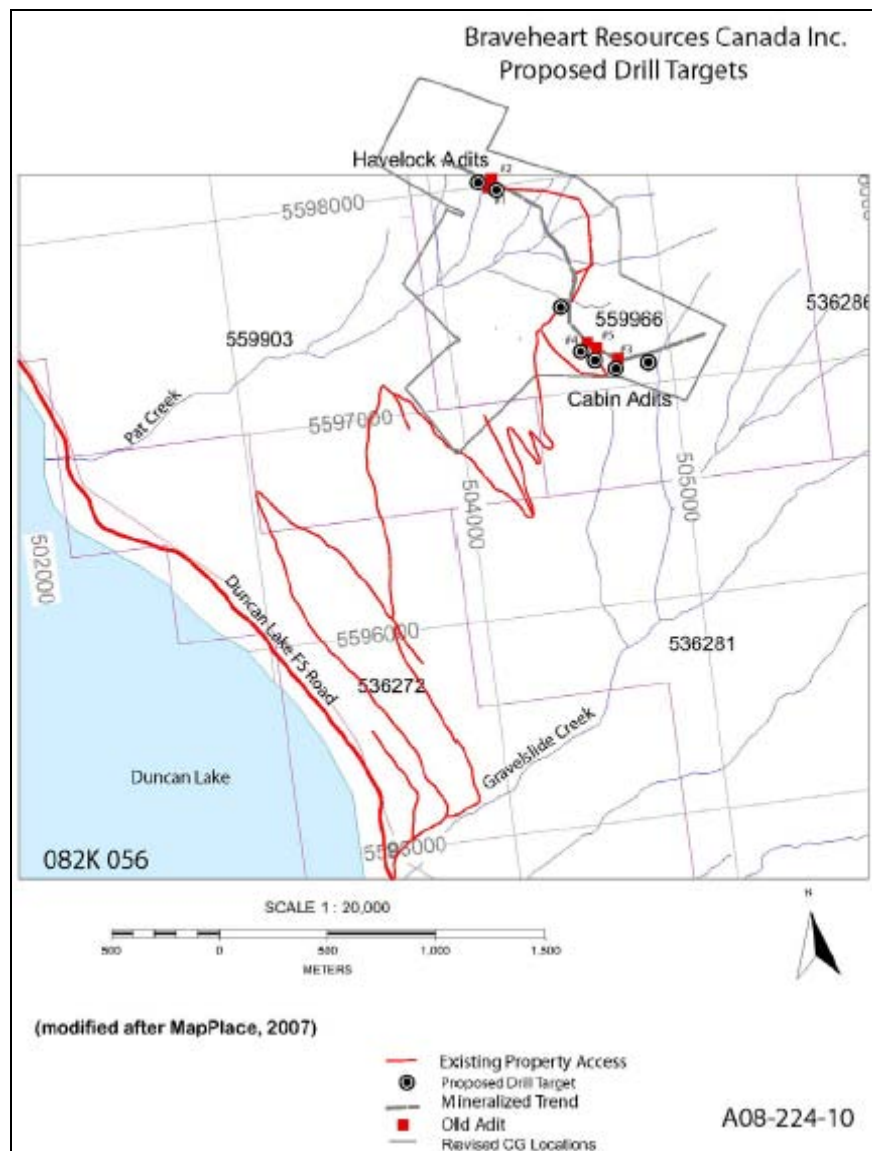 Braveheart Resources Canada Inc.
Proposed Drill Targets
Havelock Adits
#2
#1
5598000
559903
559966
536286
#4
#5
#3
Cabin Adits
Pat Creek
5597000
504000
505000
502000
Duncan Lake FS Road
5596000
536281
536272
Gravelslide Creek
Duncan Lake
5595000
082K 056
SCALE 1 : 20,000
500 0 500 1,000 1,500
METERS
N
(modified after MapPlace, 2007)
Existing Property Access
Proposed Drill Target
Mineralized Trend
Old Adit
Revised CG Locations
A08-224-10